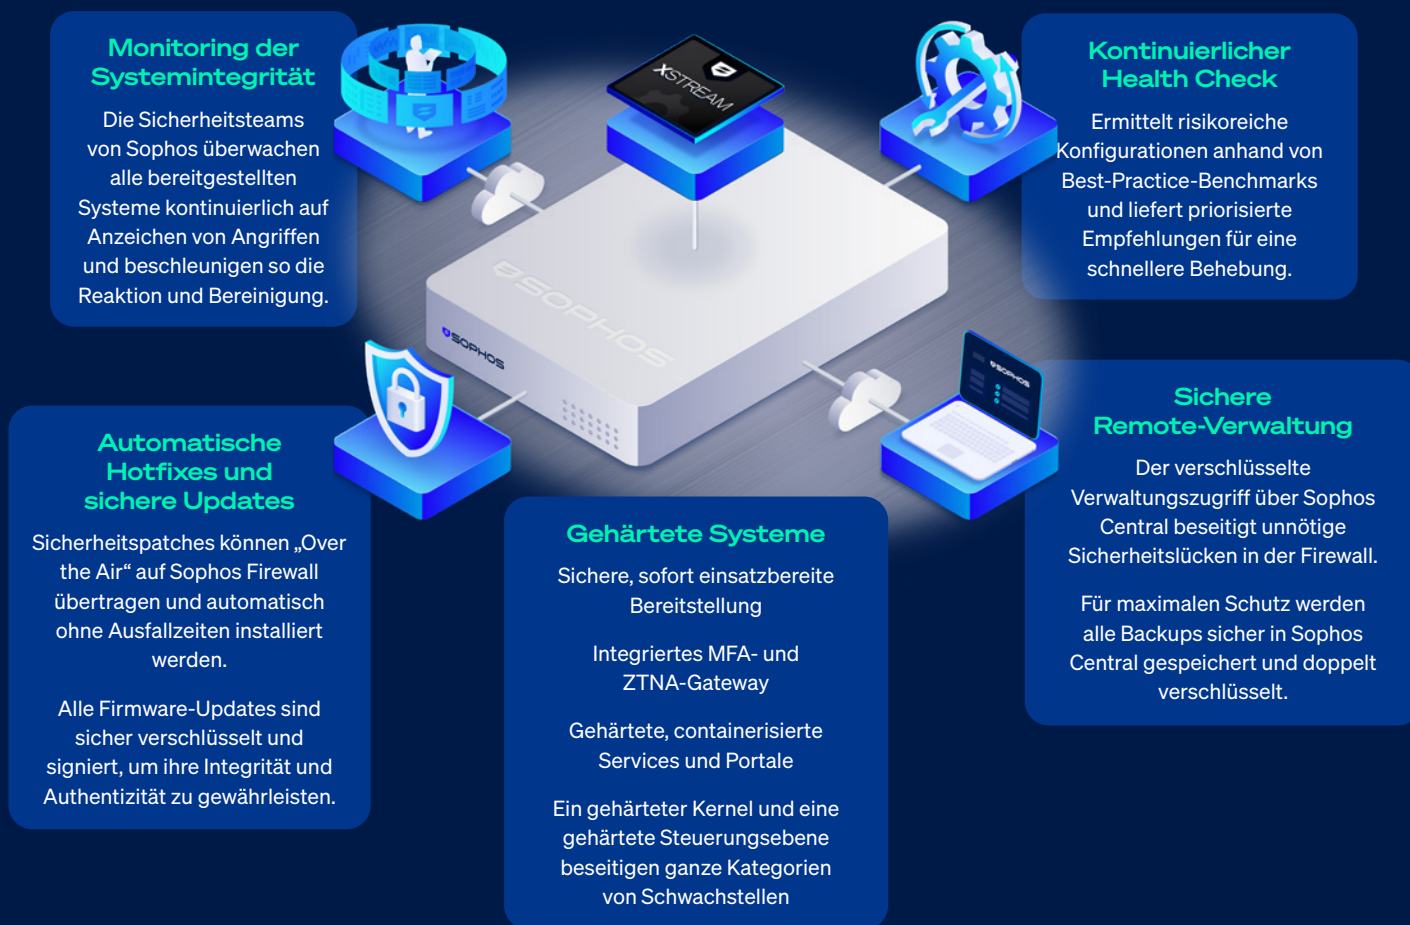 Monitoring der
Systemintegrität
Die Sicherheitsteams
von Sophos überwachen
alle bereitgestellten
Systeme kontinuierlich auf
Anzeichen von Angriffen
und beschleunigen so die
Reaktion und Bereinigung.
XSTREAM
Kontinuierlicher
Health Check
Ermittelt risikoreiche
Konfigurationen anhand von
Best-Practice-Benchmarks
und liefert priorisierte
Empfehlungen für eine
schnellere Behebung.
SOPHOS
SOPHOS
SOPHOS
Automatische
Hotfixes und
sichere Updates
Sicherheitspatches können „Over
the Air“ auf Sophos Firewall
übertragen und automatisch
ohne Ausfallzeiten installiert
werden.
Alle Firmware-Updates sind
sicher verschlüsselt und
signiert, um ihre Integrität und
Authentizität zu gewährleisten.
Gehärtete Systeme
Sichere, sofort einsatzbereite
Bereitstellung
Integriertes MFA- und
ZTNA-Gateway
Gehärtete, containerisierte
Services und Portale
Ein gehärteter Kernel und eine
gehärtete Steuerungsebene
beseitigen ganze Kategorien
von Schwachstellen
Sichere
Remote-Verwaltung
Der verschlüsselte
Verwaltungszugriff über Sophos
Central beseitigt unnötige
Sicherheitslücken in der Firewall.
Für maximalen Schutz werden
alle Backups sicher in Sophos
Central gespeichert und doppelt
verschlüsselt.